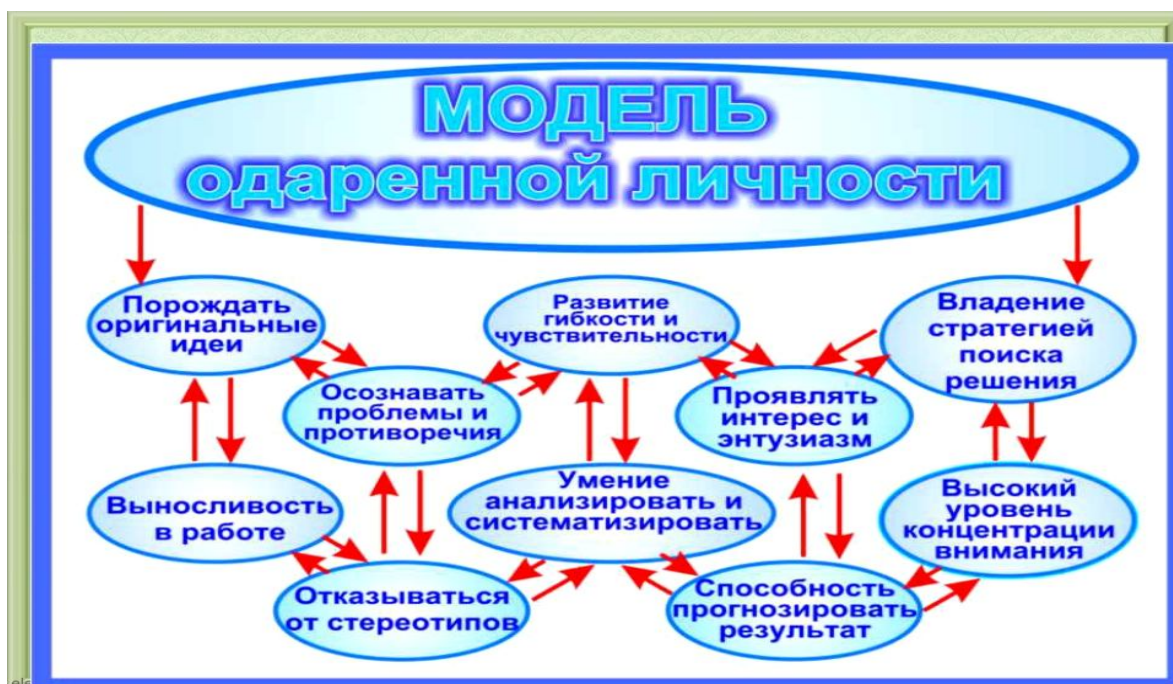 МОДЕЛЬ
одаренной личности
Порождать
оригинальные
идеи
Развитие
гибкости и
чувствительности
Владение
стратегией
поиска
решения
Осознавать
проблемы и
противоречия
Проявлять
интерес и
энтузиазм
Выносливость
в работе
Умение
анализировать и
систематизировать
Высокий
уровень
концентрации
внимания
Отказываться
от стереотипов
Способность
прогнозировать
результат